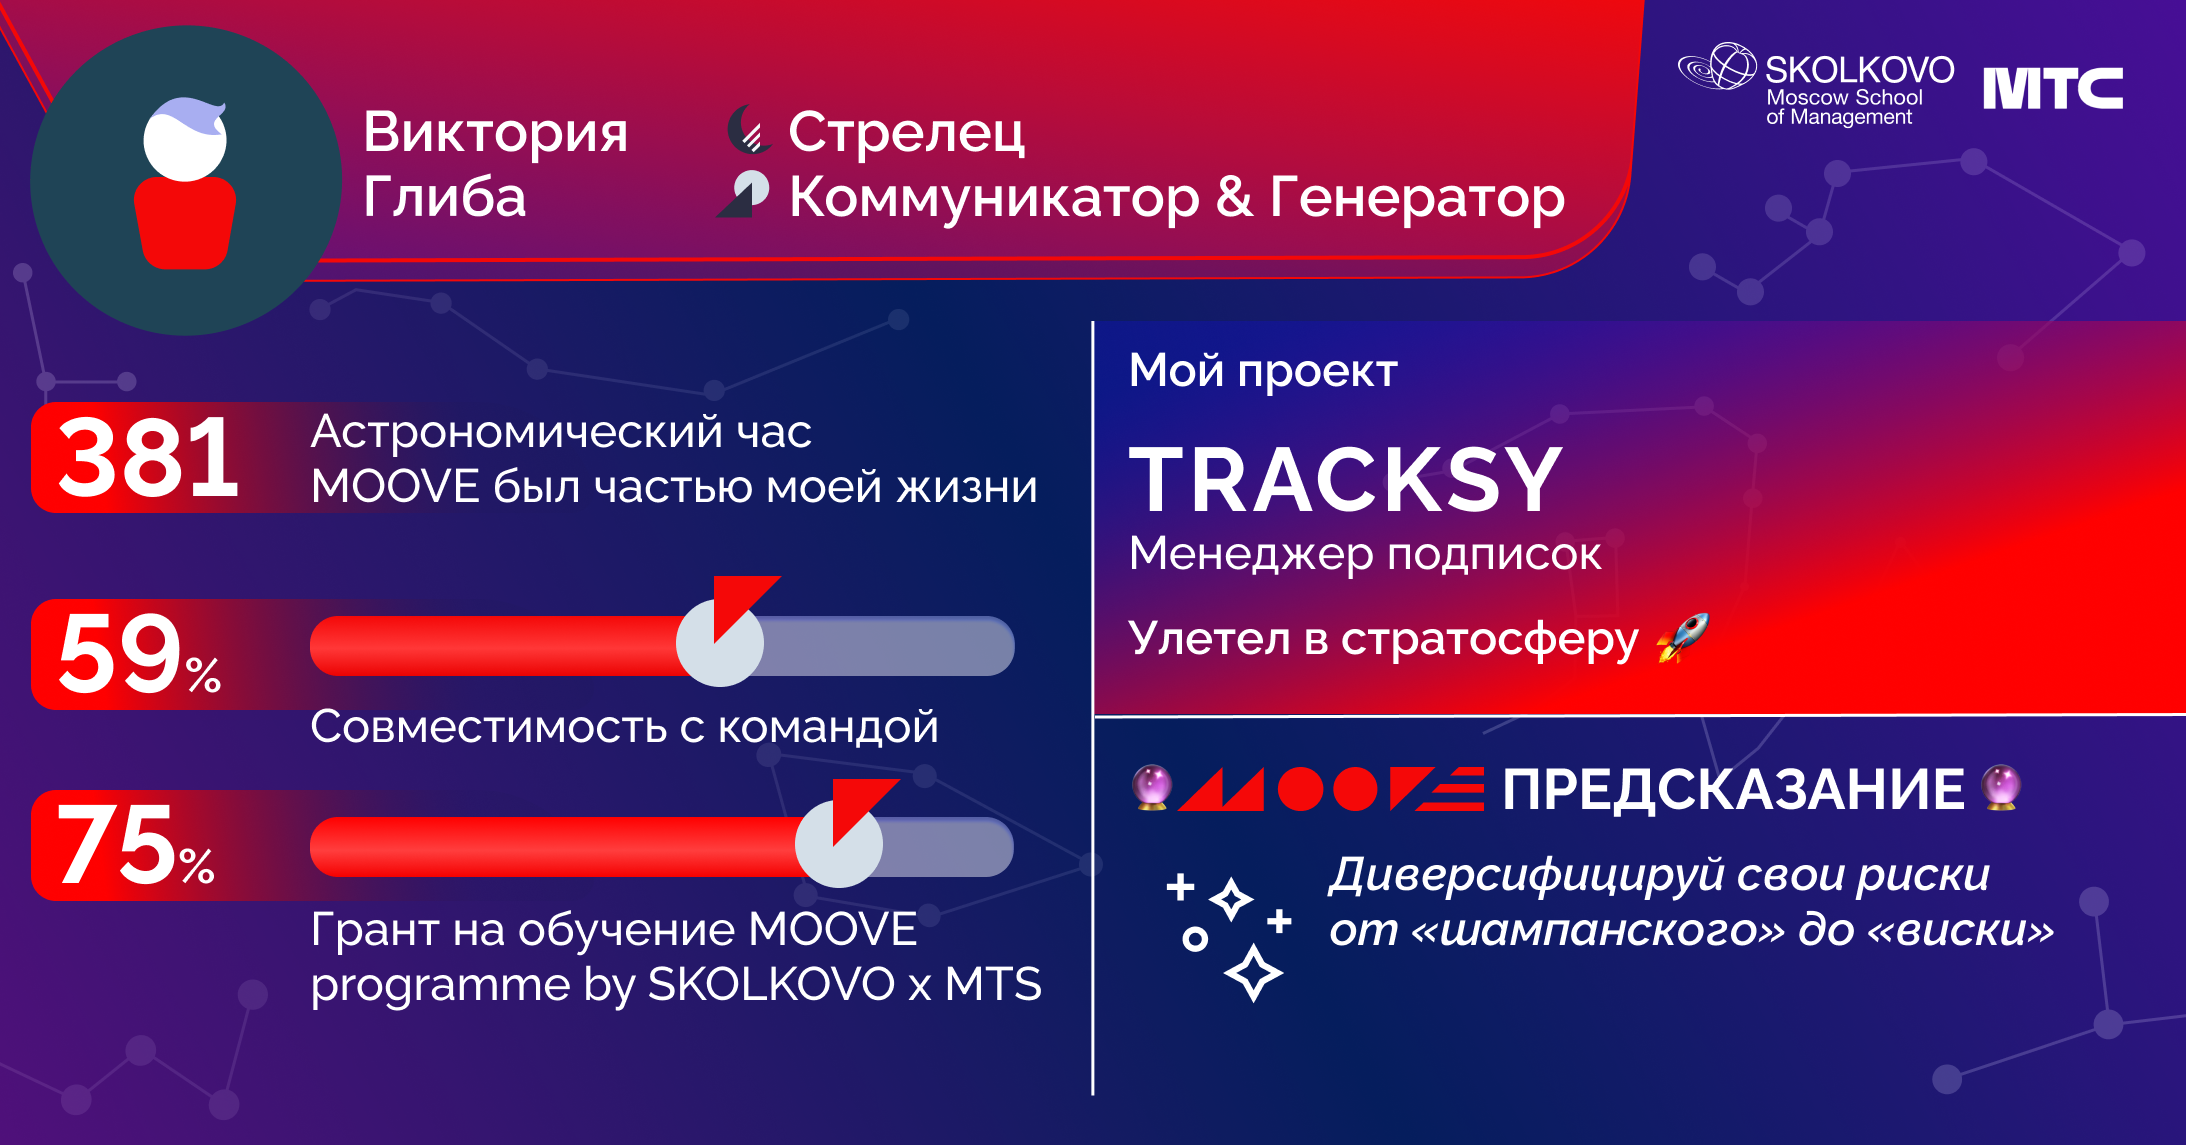 Виктория
Глиба
Стрелец
Коммуникатор & Генератор
SKOLKOVO
Moscow School
of Management
МТС
381
Астрономический час
MOOVE был частью моей жизни
59%
Совместимость с командой
75%
Грант на обучение MOOVE
programme by SKOLKOVO x MTS
Мой проект
TRACKSY
Менеджер подписок
Улетел в стратосферу 🚀
🔮 MOOVE ПРЕДСКАЗАНИЕ 🔮
Диверсифицируй свои риски
от «шампанского» до «виски»